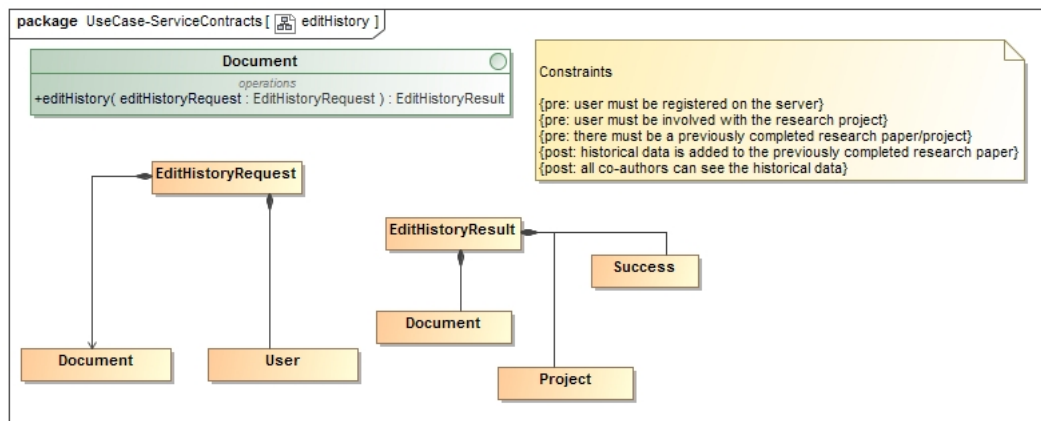 package UseCase-ServiceContracts [ editHistory ]
Document
operations
+editHistory( editHistoryRequest : EditHistoryRequest ) : EditHistoryResult
Constraints
{pre: user must be registered on the server}
{pre: user must be involved with the research project}
{pre: there must be a previously completed research paper/project}
{post: historical data is added to the previously completed research paper}
{post: all co-authors can see the historical data}
EditHistoryRequest
EditHistoryResult
Success
Document
Document
User
Project